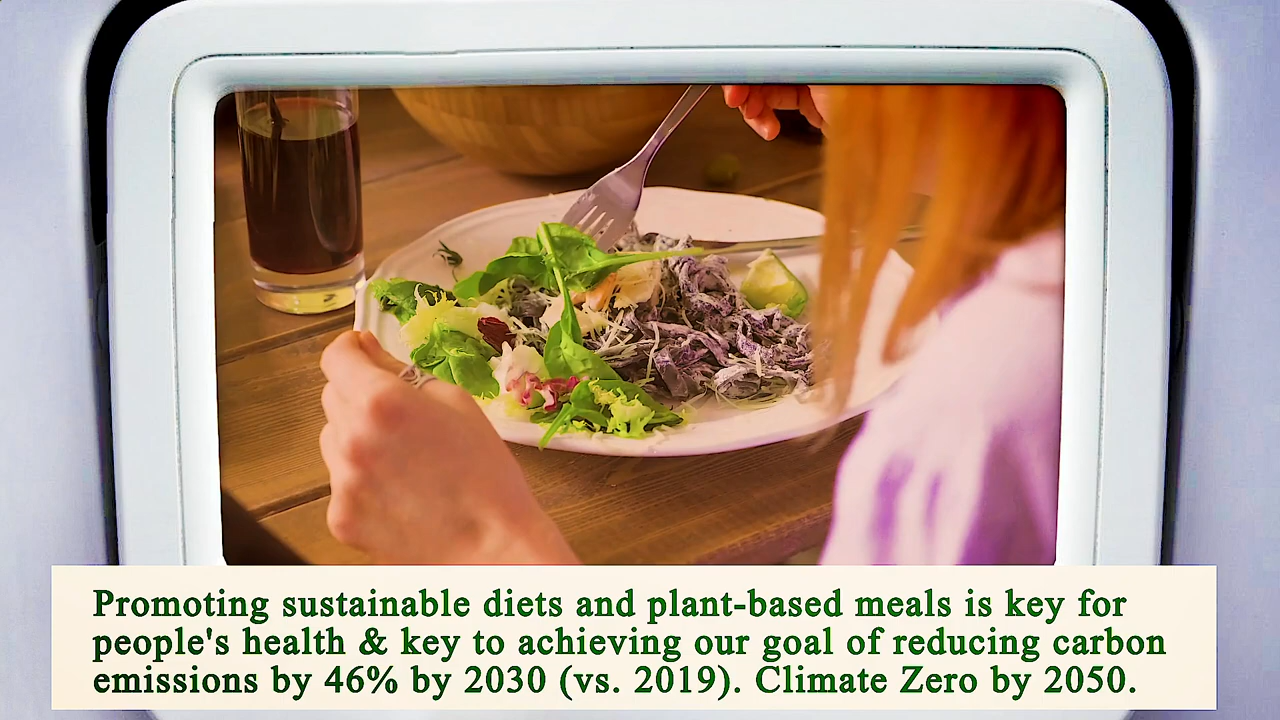 Promoting sustainable diets and plant-based meals is key for
people's health & key to achieving our goal of reducing carbon
emissions by 46% by 2030 (vs. 2019). Climate Zero by 2050.